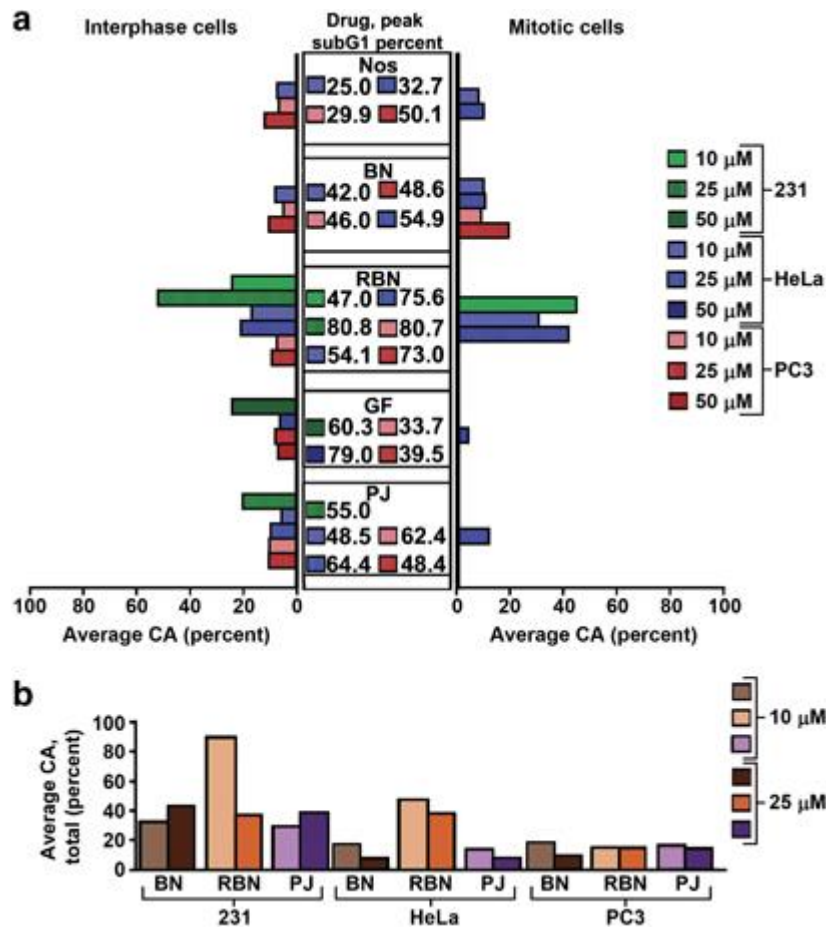 a
Interphase cells
Drug, peak
subG1 percent
Mitotic cells
Nos
25.0 32.7
29.9 50.1
BN
42.0 48.6
46.0 54.9
RBN
47.0 75.6
80.8 80.7
54.1 73.0
GF
60.3 33.7
79.0 39.5
PJ
55.0
48.5 62.4
64.4 48.4
10 μM
25 μM
50 μM
231
10 μM
25 μM
50 μM
HeLa
10 μM
25 μM
50 μM
PC3
100 80 60 40 20 0
0 20 40 60 80 100
Average CA (percent)
Average CA (percent)
b
Average CA,
total (percent)
100
80
60
40
20
0
BN RBN PJ BN RBN PJ BN RBN PJ
231 HeLa PC3
10 μM
25 μM